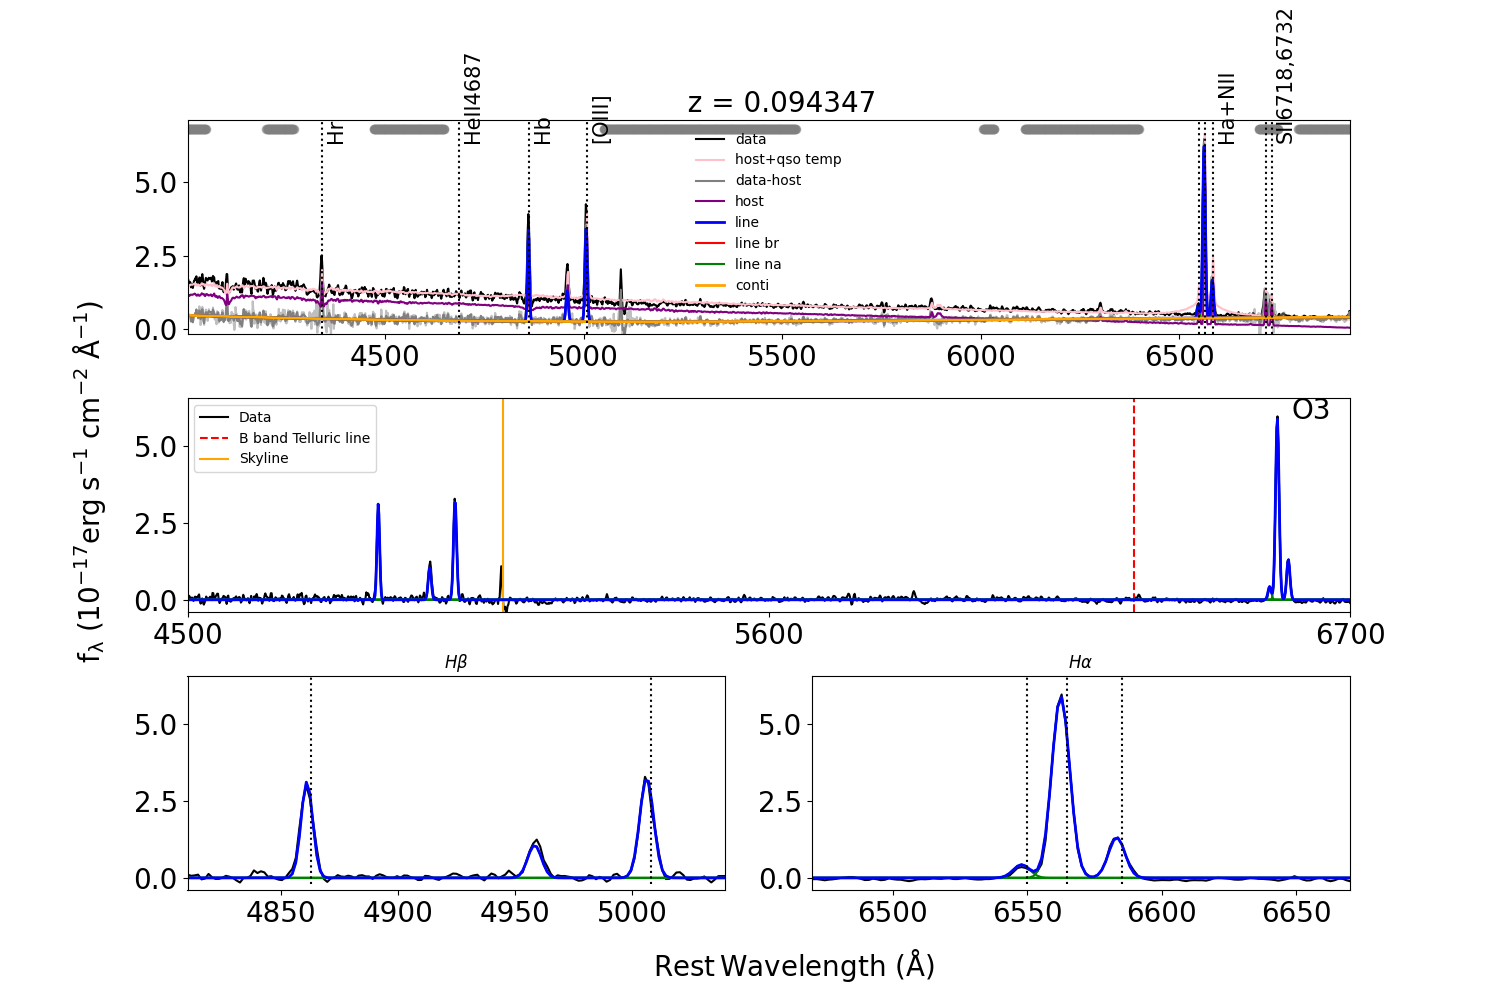 z = 0.094347
Hr
HeII4687
Hb
[OIII]
Ha+NII
SII6718,6732
data
host+qso temp
data-host
host
line
line br
line na
conti
5.0
2.5
0.0
4500 5000 5500 6000 6500
Data
B band Telluric line
Skyline
O3
5.0
2.5
0.0
4500 5600 6700
fλ (10⁻¹⁷erg s⁻¹ cm⁻² Å⁻¹)
Hβ
5.0
2.5
0.0
4850 4900 4950 5000
Hα
5.0
2.5
0.0
6500 6550 6600 6650
Rest Wavelength (Å)